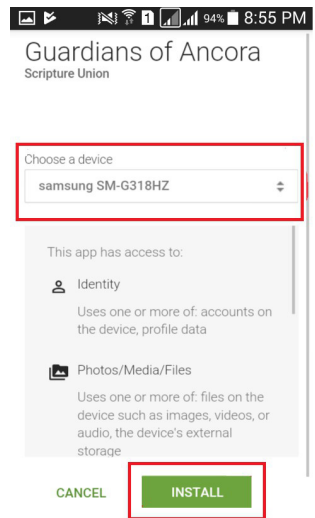 1 94% 8:55 PM
Guardians of Ancora
Scripture Union
Choose a device
samsung SM-G318HZ
This app has access to:
Identity
Uses one or more of: accounts on
the device, profile data
Photos/Media/Files
Uses one or more of: files on the
device such as images, videos, or
audio, the device's external
storage
CANCEL INSTALL